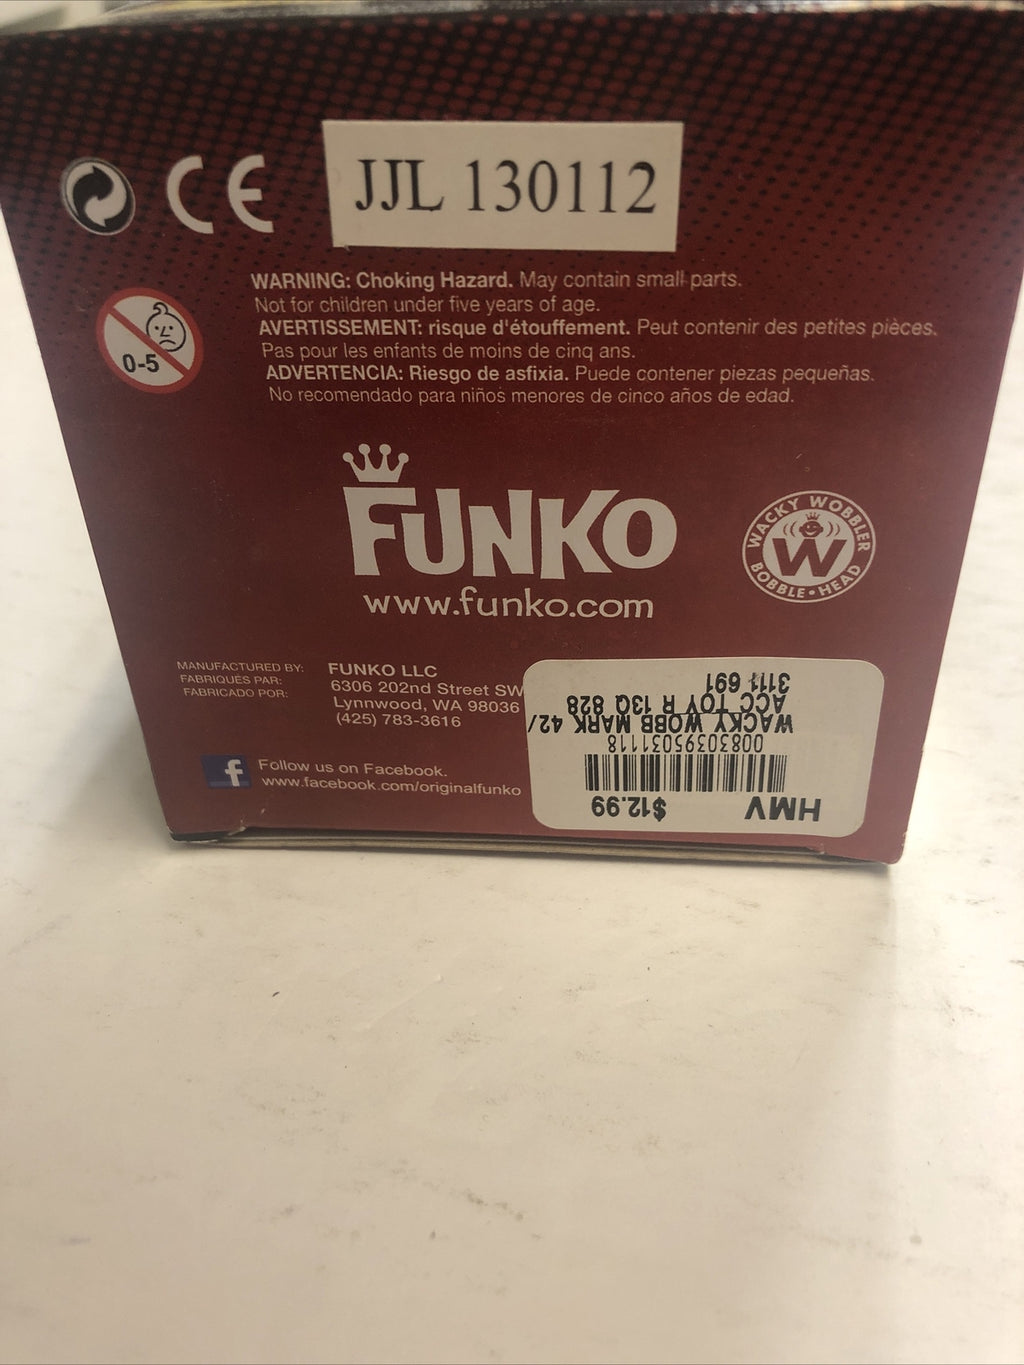 CE
JJL 130112
WARNING: Choking Hazard. May contain small parts.
Not for children under five years of age.
AVERTISSEMENT: risque d'étouffement. Peut contenir des petites pièces.
Pas pour les enfants de moins de cinq ans.
ADVERTENCIA: Riesgo de asfixia. Puede contener piezas pequeñas.
No recomendado para niños menores de cinco años de edad.
0-5
FUNKO
www.funko.com
WACKY WOBBLER
W
BOBBLE•HEAD
MANUFACTURED BY:
FABRIQUÉS PAR:
FABRICADO POR:
FUNKO LLC
6306 202nd Street SW
Lynnwood, WA 98036
(425) 783-3616
f
Follow us on Facebook.
www.facebook.com/originalfunko
HMV $12.99
00830395031118
WACKY WOBB MARK 42/
ACC TOY R 13Q 828
3111 691